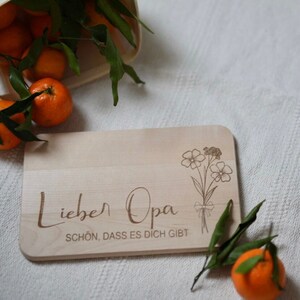 Lieber Opa
SCHÖN, DASS ES DICH GIBT